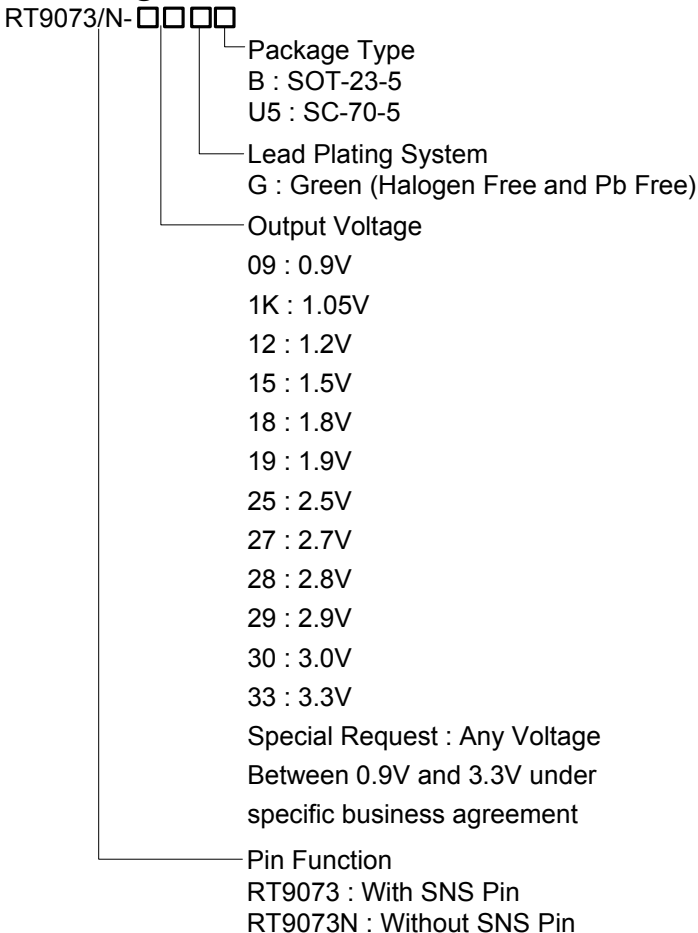 RT9073/N-
Package Type
B : SOT-23-5
U5 : SC-70-5
Lead Plating System
G : Green (Halogen Free and Pb Free)
Output Voltage
09 : 0.9V
1K : 1.05V
12 : 1.2V
15 : 1.5V
18 : 1.8V
19 : 1.9V
25 : 2.5V
27 : 2.7V
28 : 2.8V
29 : 2.9V
30 : 3.0V
33 : 3.3V
Special Request : Any Voltage
Between 0.9V and 3.3V under
specific business agreement
Pin Function
RT9073 : With SNS Pin
RT9073N : Without SNS Pin